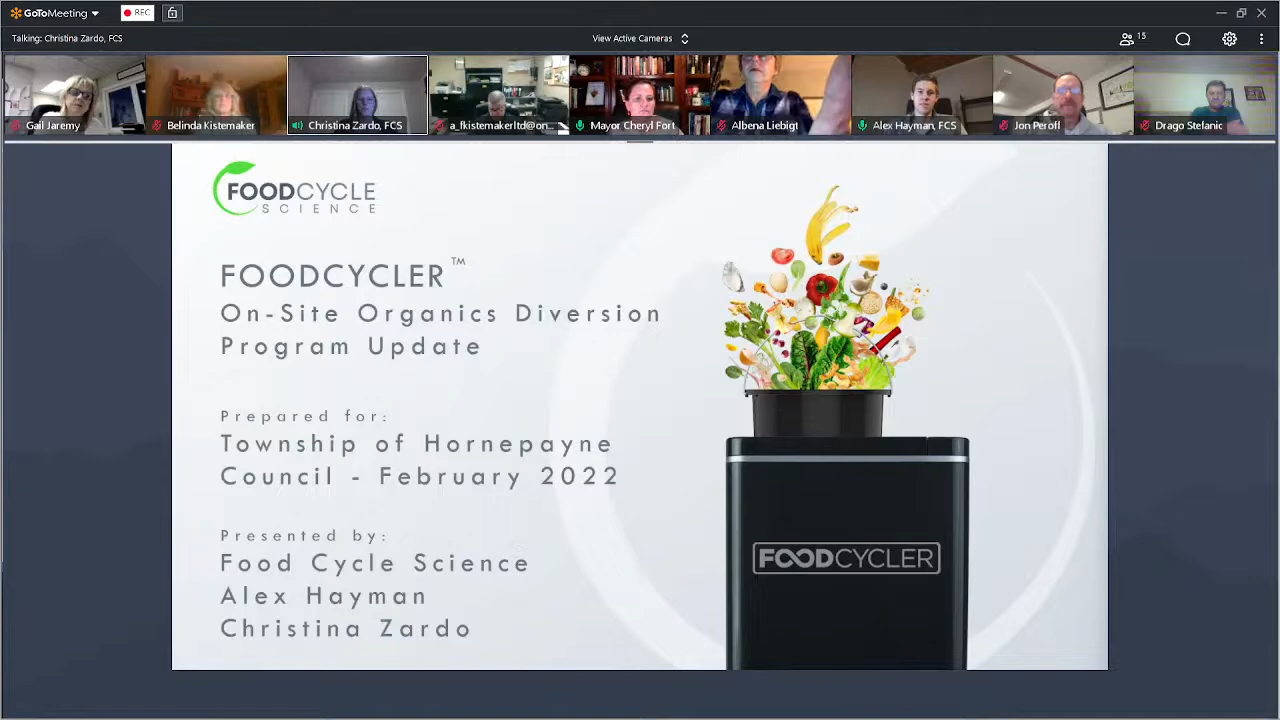 GoToMeeting
REC
Talking: Christina Zardo, FCS
View Active Cameras
15
Gail Jaremy
Belinda Kistemaker
Christina Zardo, FCS
a_fkistemakerltd@on...
Mayor Cheryl Fort
Albena Liebigt
Alex Hayman, FCS
Jon Peroff
Drago Stefanic
FOODCYCLE
SCIENCE
FOODCYCLER™
On-Site Organics Diversion
Program Update
Prepared for:
Township of Hornepayne
Council - February 2022
Presented by:
Food Cycle Science
Alex Hayman
Christina Zardo
FOODCYCLER